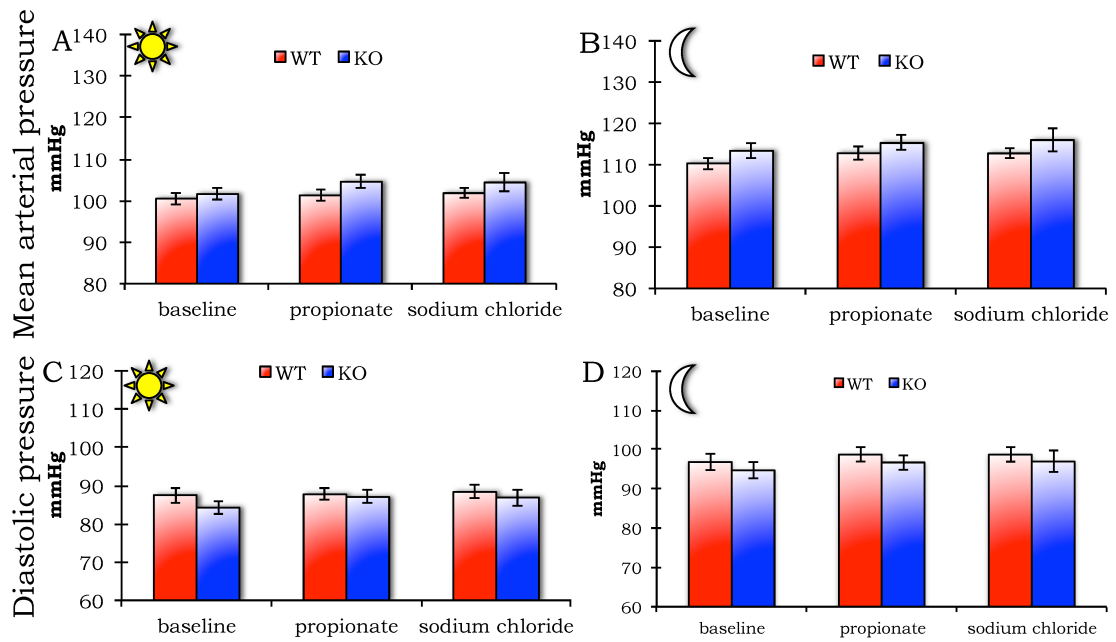 Mean arterial pressure
A
WT KO
mmHg
140
130
120
110
100
90
80
baseline propionate sodium chloride
B
WT KO
mmHg
140
130
120
110
100
90
80
baseline propionate sodium chloride
Diastolic pressure
C
WT KO
mmHg
120
110
100
90
80
70
60
baseline propionate sodium chloride
D
WT KO
mmHg
120
110
100
90
80
70
60
baseline propionate sodium chloride